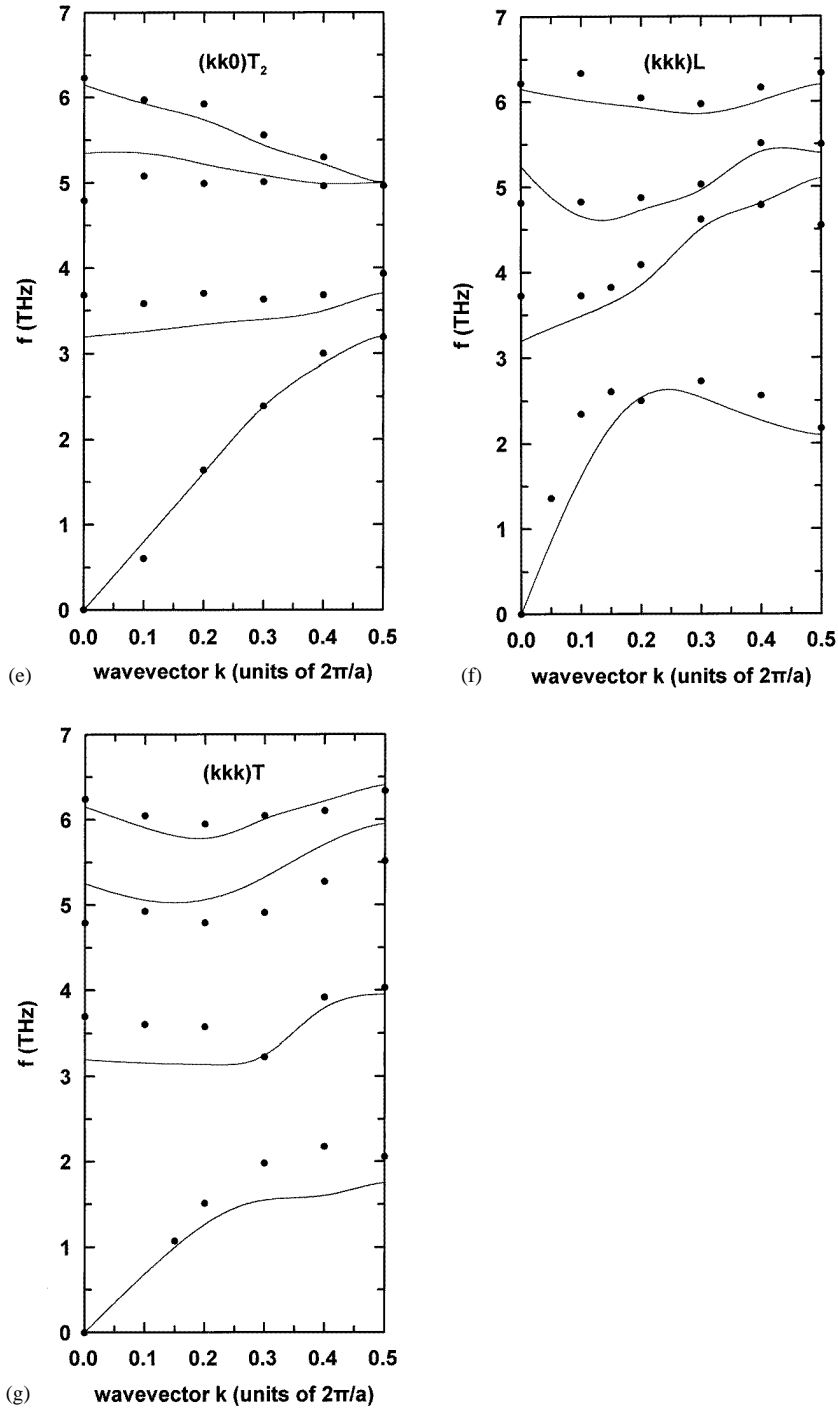 7
6
5
4
3
2
1
0
f (THz)
(kk0)T₂
0.0 0.1 0.2 0.3 0.4 0.5
wavevector k (units of 2π/a)
(e)
7
6
5
4
3
2
1
0
f (THz)
(kkk)L
0.0 0.1 0.2 0.3 0.4 0.5
wavevector k (units of 2π/a)
(f)
7
6
5
4
3
2
1
0
f (THz)
(kkk)T
0.0 0.1 0.2 0.3 0.4 0.5
wavevector k (units of 2π/a)
(g)